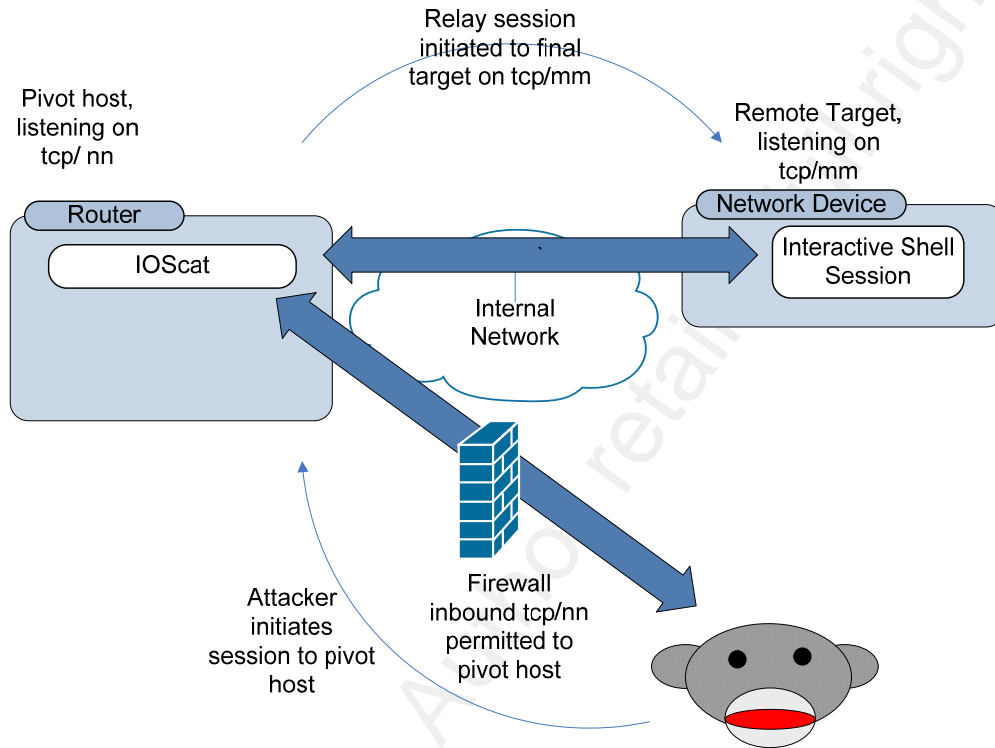 Relay session
initiated to final
target on tcp/mm
Pivot host,
listening on
tcp/ nn
Remote Target,
listening on
tcp/mm
Router
IOScat
Network Device
Interactive Shell
Session
Internal
Network
Attacker
initiates
session to pivot
host
Firewall
inbound tcp/nn
permitted to
pivot host